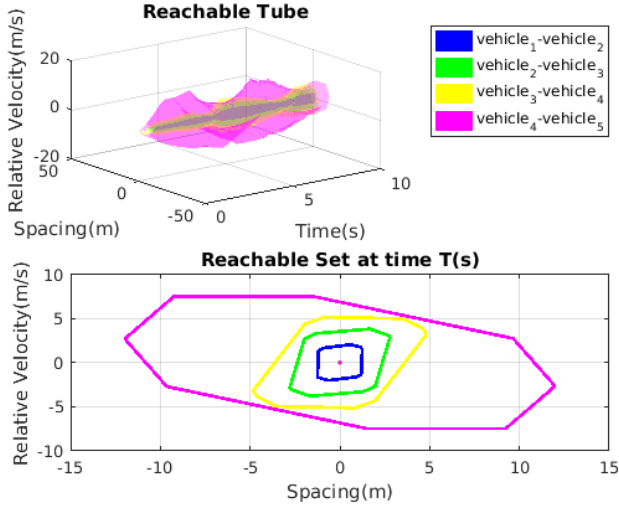 Reachable Tube
Relative Velocity(m/s)
20
0
-20
50
0
-50
Spacing(m)
0
5
10
Time(s)
vehicle1-vehicle2
vehicle2-vehicle3
vehicle3-vehicle4
vehicle4-vehicle5
Reachable Set at time T(s)
Relative Velocity(m/s)
10
5
0
-5
-10
-15 -10 -5 0 5 10 15
Spacing(m)